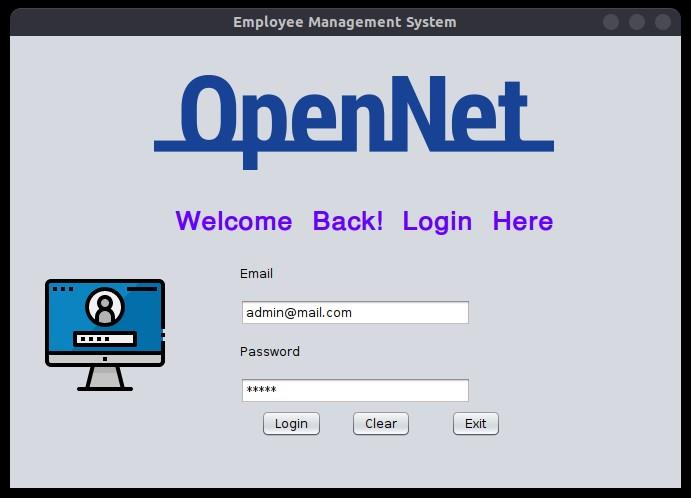 Employee Management System
OpenNet
Welcome Back! Login Here
Email
admin@mail.com
Password
*****
Login Clear Exit